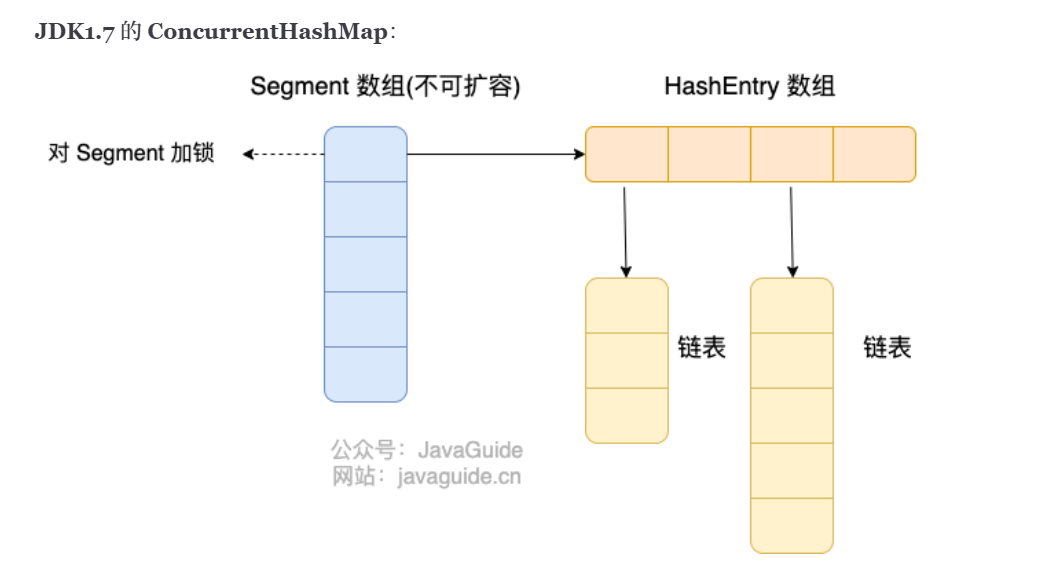 JDK1.7 的 ConcurrentHashMap：
Segment 数组(不可扩容)
HashEntry 数组
对 Segment 加锁
链表
链表
公众号：JavaGuide
网站：javaguide.cn